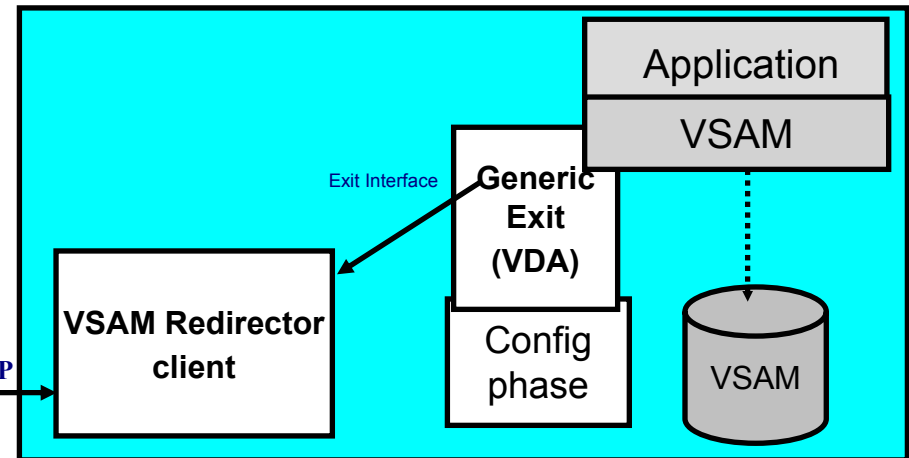 Application
VSAM
Exit Interface
Generic
Exit
(VDA)
VSAM Redirector
client
Config
phase
VSAM
P